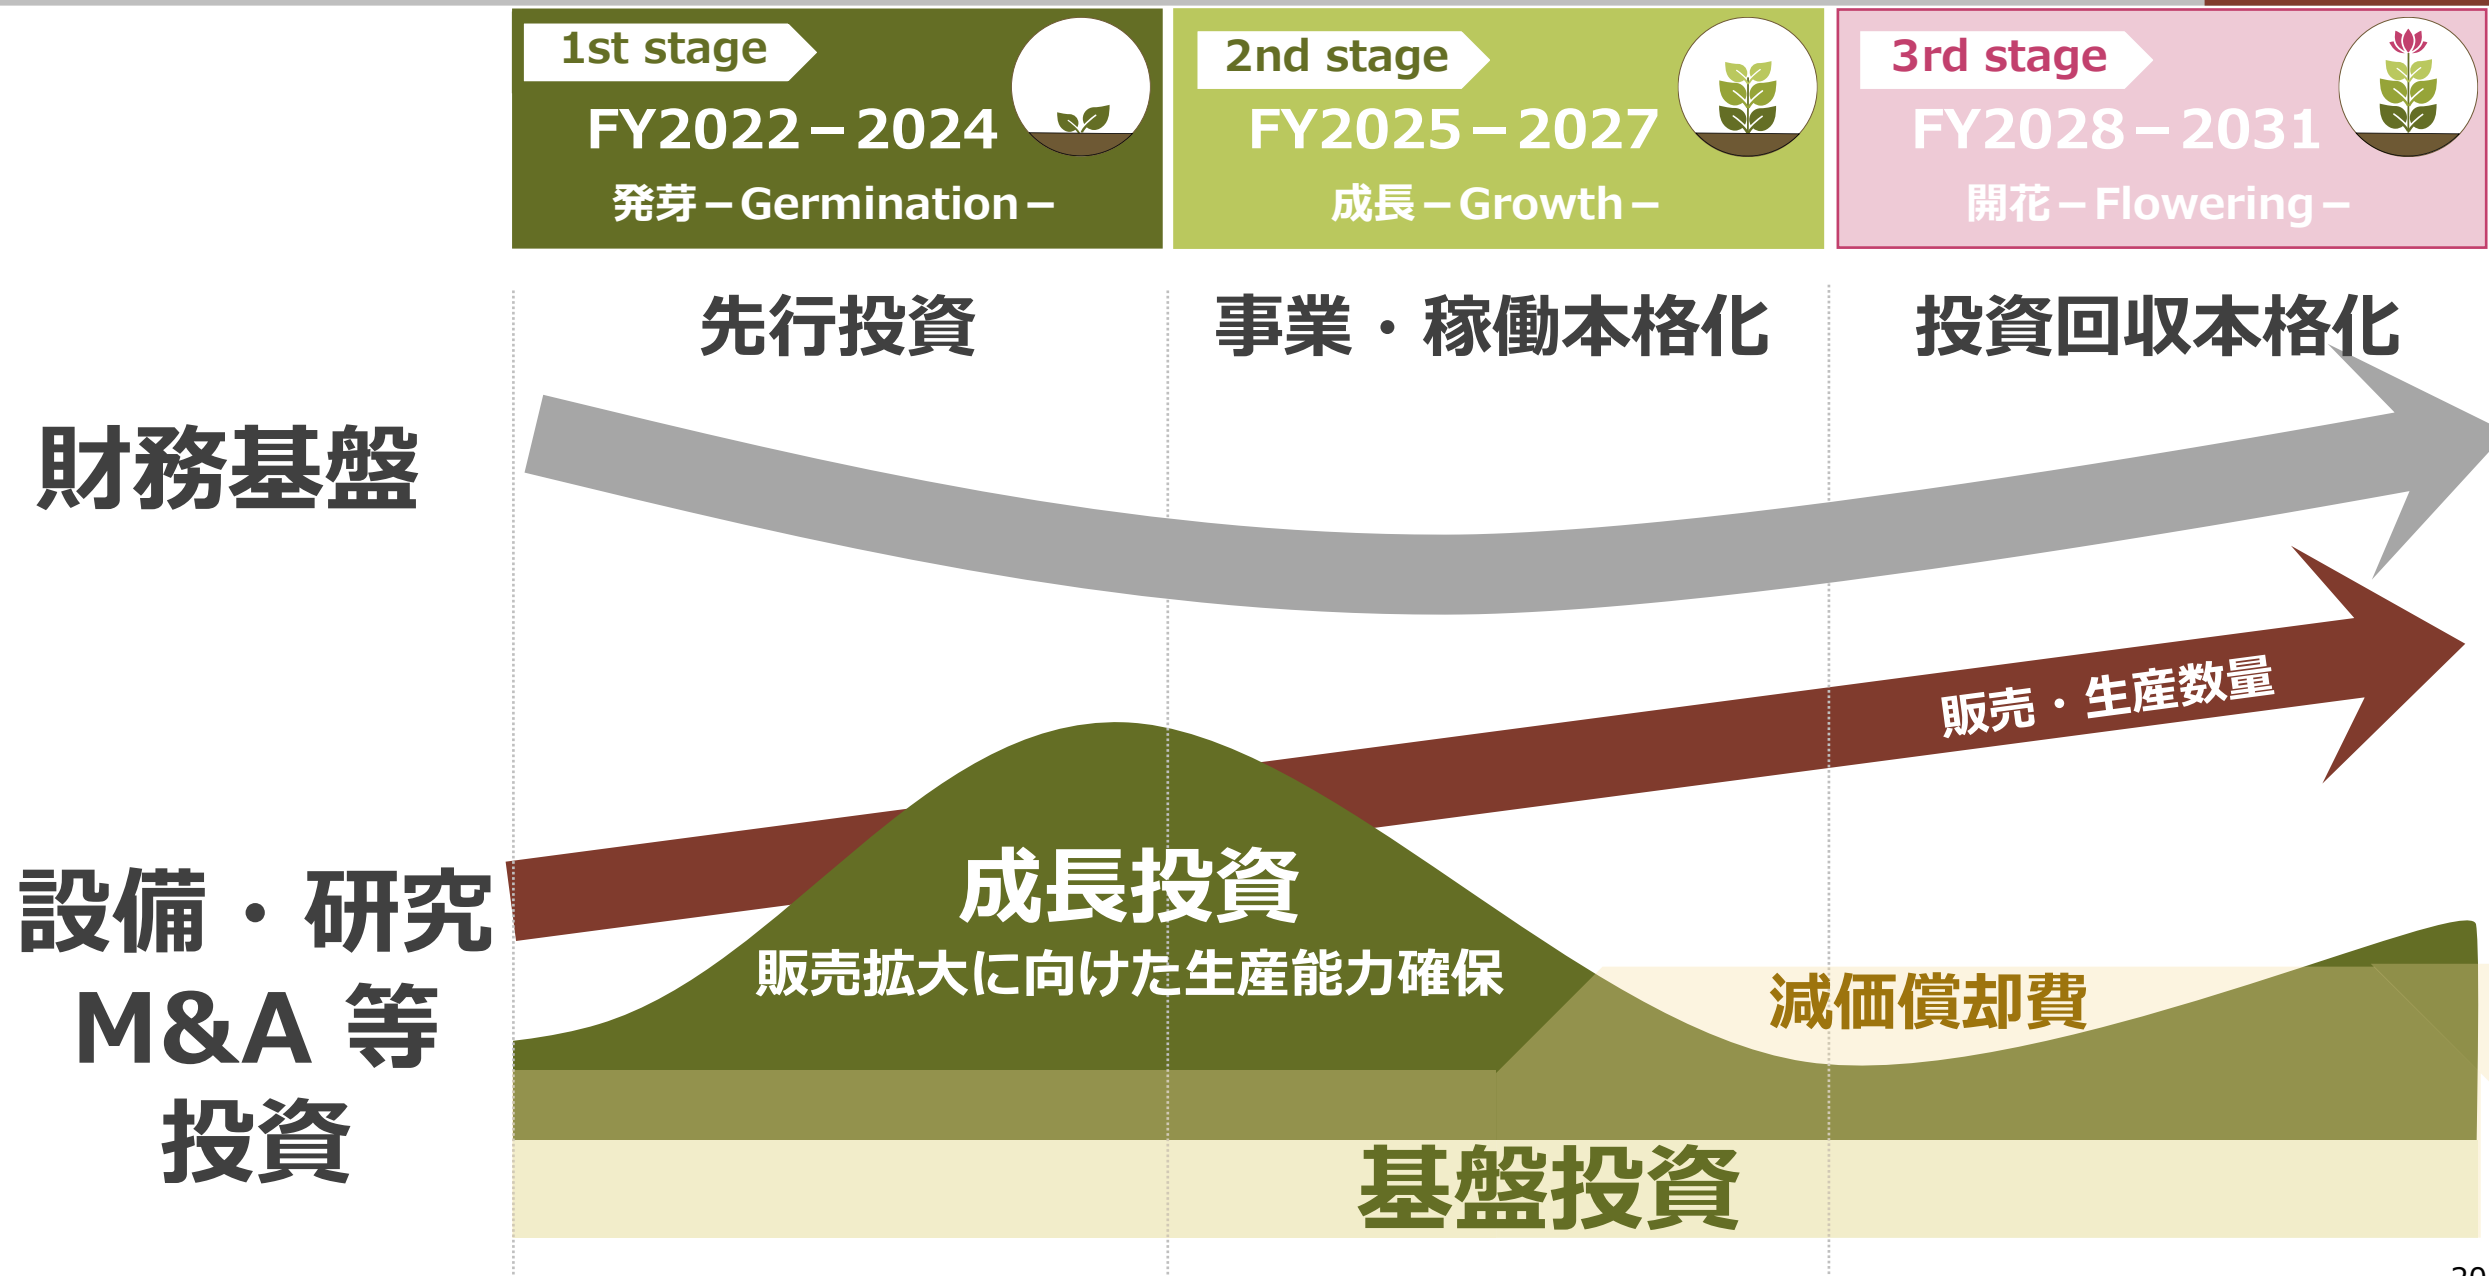 1st stage
FY2022－2024
発芽－Germination－
2nd stage
FY2025－2027
成長－Growth－
3rd stage
FY2028－2031
開花－Flowering－
先行投資
事業・稼働本格化
投資回収本格化
財務基盤
販売・生産数量
設備・研究
M&A 等
投資
成長投資
販売拡大に向けた生産能力確保
減価償却費
基盤投資